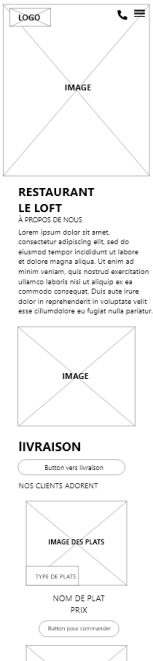 LOGO
IMAGE
RESTAURANT
LE LOFT
À PROPOS DE NOUS
Lorem ipsum dolor sit amet,
consectetur adipiscing elit, sed do
eiusmod tempor incididunt ut labore
et dolore magna aliqua. Ut enim ad
minim veniam, quis nostrud exercitation
ullamco laboris nisi ut aliquip ex ea
commodo consequat. Duis aute irure
dolor in reprehenderit in voluptate velit
esse cillumdolore eu fugiat nulla pariatur.
IMAGE
lIVRAISON
Button vers livraison
NOS CLIENTS ADORENT
IMAGE DES PLATS
TYPE DE PLATS
NOM DE PLAT
PRIX
Button pour commander